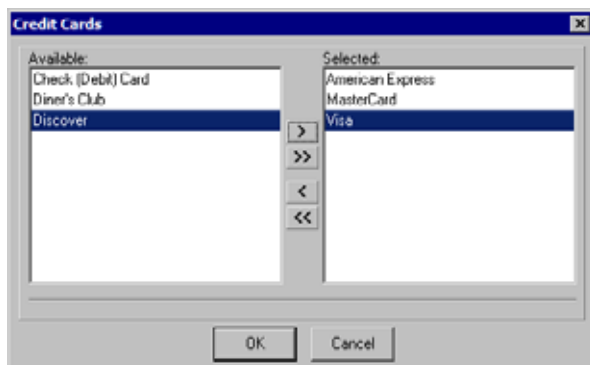 Credit Cards
Available:
Check (Debit) Card
Diner's Club
Discover
>
>>
<
<<
Selected:
American Express
MasterCard
Visa
OK
Cancel